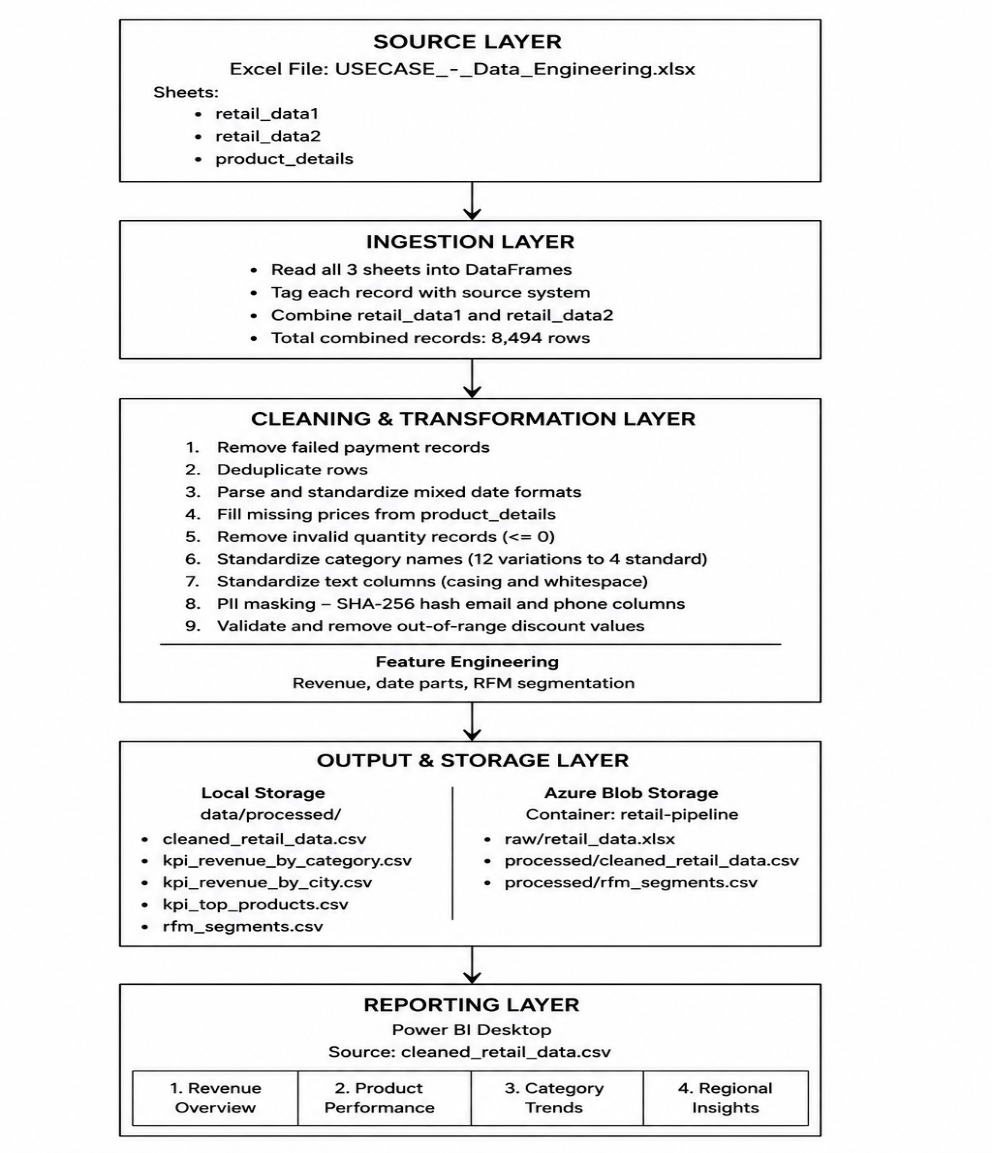 SOURCE LAYER
Excel File: USECASE_-_Data_Engineering.xlsx
Sheets:
• retail_data1
• retail_data2
• product_details
INGESTION LAYER
• Read all 3 sheets into DataFrames
• Tag each record with source system
• Combine retail_data1 and retail_data2
• Total combined records: 8,494 rows
CLEANING & TRANSFORMATION LAYER
1. Remove failed payment records
2. Deduplicate rows
3. Parse and standardize mixed date formats
4. Fill missing prices from product_details
5. Remove invalid quantity records (<= 0)
6. Standardize category names (12 variations to 4 standard)
7. Standardize text columns (casing and whitespace)
8. PII masking – SHA-256 hash email and phone columns
9. Validate and remove out-of-range discount values
Feature Engineering
Revenue, date parts, RFM segmentation
OUTPUT & STORAGE LAYER
Local Storage
data/processed/
• cleaned_retail_data.csv
• kpi_revenue_by_category.csv
• kpi_revenue_by_city.csv
• kpi_top_products.csv
• rfm_segments.csv
Azure Blob Storage
Container: retail-pipeline
• raw/retail_data.xlsx
• processed/cleaned_retail_data.csv
• processed/rfm_segments.csv
REPORTING LAYER
Power BI Desktop
Source: cleaned_retail_data.csv
1. Revenue
Overview
2. Product
Performance
3. Category
Trends
4. Regional
Insights